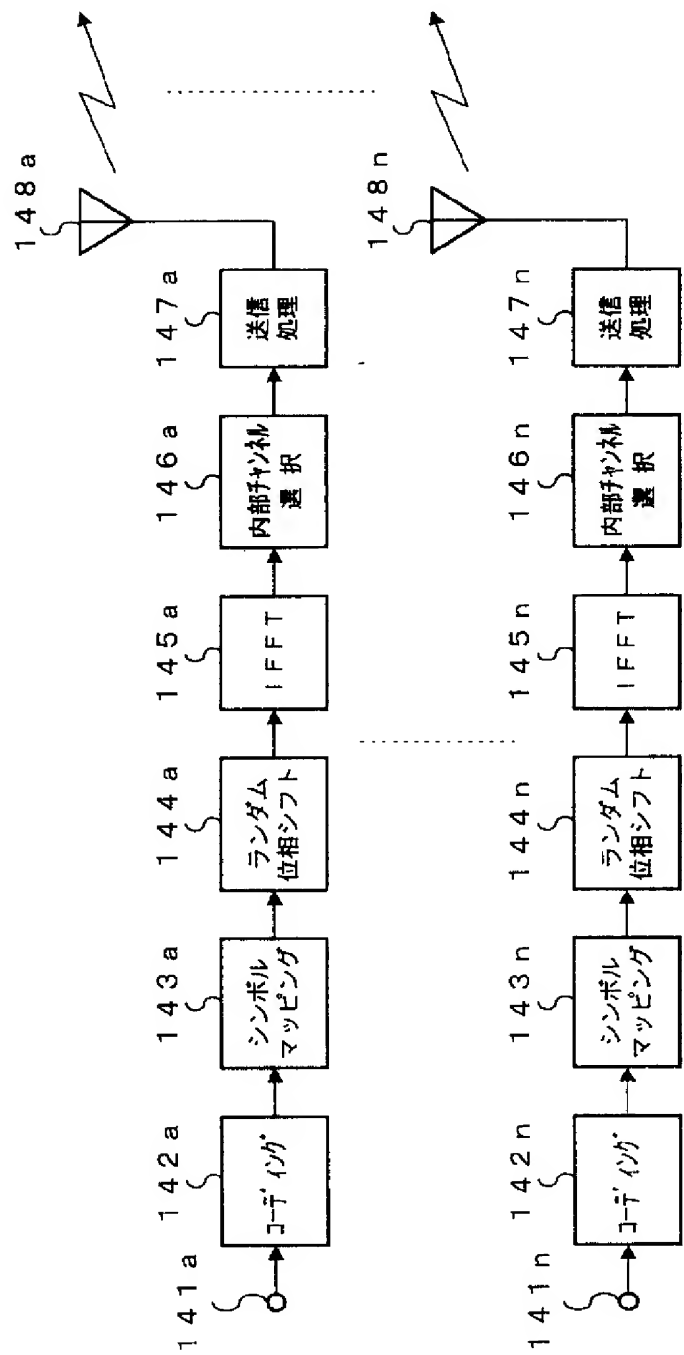 141a
142a
コーディング
143a
シンボル
マッピング
144a
ランダム
位相シフト
145a
IFFT
146a
内部チャンネル
選択
147a
送信
処理
148a
141n
142n
コーディング
143n
シンボル
マッピング
144n
ランダム
位相シフト
145n
IFFT
146n
内部チャンネル
選択
147n
送信
処理
148n